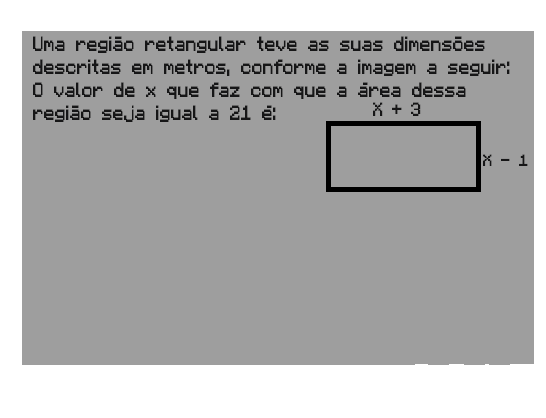 Uma região retangular teve as suas dimensões
descritas em metros, conforme a imagem a seguir:
O valor de x que faz com que a área dessa
região seja igual a 21 é:
X + 3
X - 1